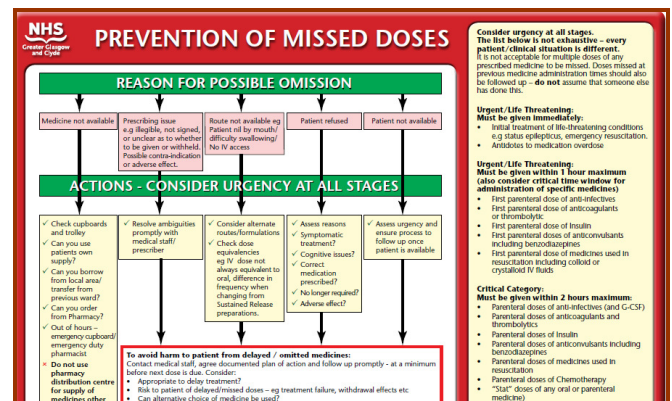 NHS
Greater Glasgow
and Clyde
PREVENTION OF MISSED DOSES
REASON FOR POSSIBLE OMISSION
Medicine not available
Prescribing issue
e.g illegible, not signed,
or unclear as to whether
to be given or withheld.
Possible contra-indication
or adverse effect.
Route not available eg
Patient nil by mouth/
difficulty swallowing/
No IV access
Patient refused
Patient not available
ACTIONS - CONSIDER URGENCY AT ALL STAGES
✓ Check cupboards
and trolley
✓ Can you use
patients own
supply?
✓ Can you borrow
from local area/
transfer from
previous ward?
✓ Can you order
from Pharmacy?
✓ Out of hours –
emergency cupboard/
emergency duty
pharmacist
× Do not use
pharmacy
distribution centre
for supply of
medicines other
✓ Resolve ambiguities
promptly with
medical staff/
prescriber
✓ Consider alternate
routes/formulations
✓ Check dose
equivalencies
eg IV dose not
always equivalent to
oral, difference in
frequency when
changing from
Sustained Release
preparations.
✓ Assess reasons
✓ Symptomatic
treatment?
✓ Cognitive issues?
✓ Correct
medication
prescribed?
✓ No longer required?
✓ Adverse effect?
✓ Assess urgency and
ensure process to
follow up once
patient is available
To avoid harm to patient from delayed / omitted medicines:
Contact medical staff, agree documented plan of action and follow up promptly - at a minimum
before next dose is due. Consider:
• Appropriate to delay treatment?
• Risk to patient of delayed/missed doses – eg treatment failure, withdrawal effects etc
• Can alternative choice of medicine be used?
Consider urgency at all stages.
The list below is not exhaustive – every
patient/clinical situation is different.
It is not acceptable for multiple doses of any
prescribed medicine to be missed. Doses missed at
previous medicine administration times should also
be followed up – do not assume that someone else
has done this.
Urgent/Life Threatening:
Must be given immediately:
• Initial treatment of life-threatening conditions
e.g status epilepticus, emergency resuscitation.
• Antidotes to medication overdose
Urgent/Life Threatening:
Must be given within 1 hour maximum
(also consider critical time window for
administration of specific medicines)
• First parenteral dose of anti-infectives
• First parenteral dose of anticoagulants
or thrombolytic
• First parenteral dose of Insulin
• First parenteral dose of anticonvulsants
including benzodiazepines
• First parenteral dose of medicines used in
resuscitation including colloid or
crystalloid IV fluids
Critical Category:
Must be given within 2 hours maximum:
• Parenteral doses of anti-infectives (and G-CSF)
• Parenteral doses of anticoagulants and
thrombolytics
• Parenteral doses of Insulin
• Parenteral doses of anticonvulsants including
benzodiazepines
• Parenteral doses of medicines used in
resuscitation
• Parenteral doses of Chemotherapy
• "Stat" doses of any oral or parenteral
medicine)